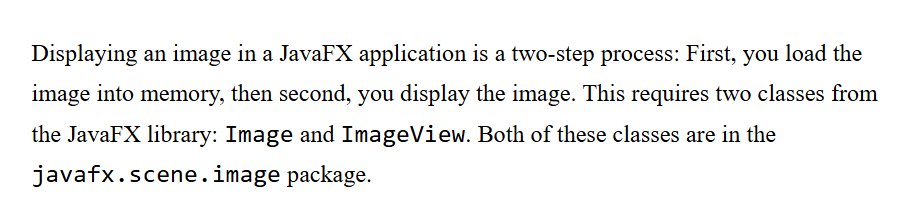 Displaying an image in a JavaFX application is a two-step process: First, you load the
image into memory, then second, you display the image. This requires two classes from
the JavaFX library: Image and ImageView. Both of these classes are in the
javafx.scene.image package.